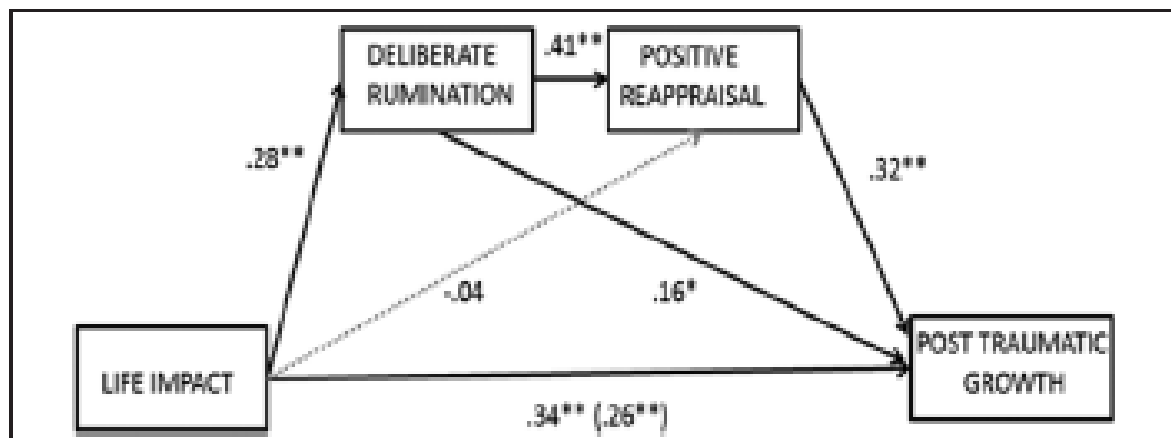 DELIBERATE
RUMINATION
.41**
POSITIVE
REAPPRAISAL
.28**
.32**
-.04
.16*
LIFE IMPACT
POST TRAUMATIC
GROWTH
.34** (.26**)